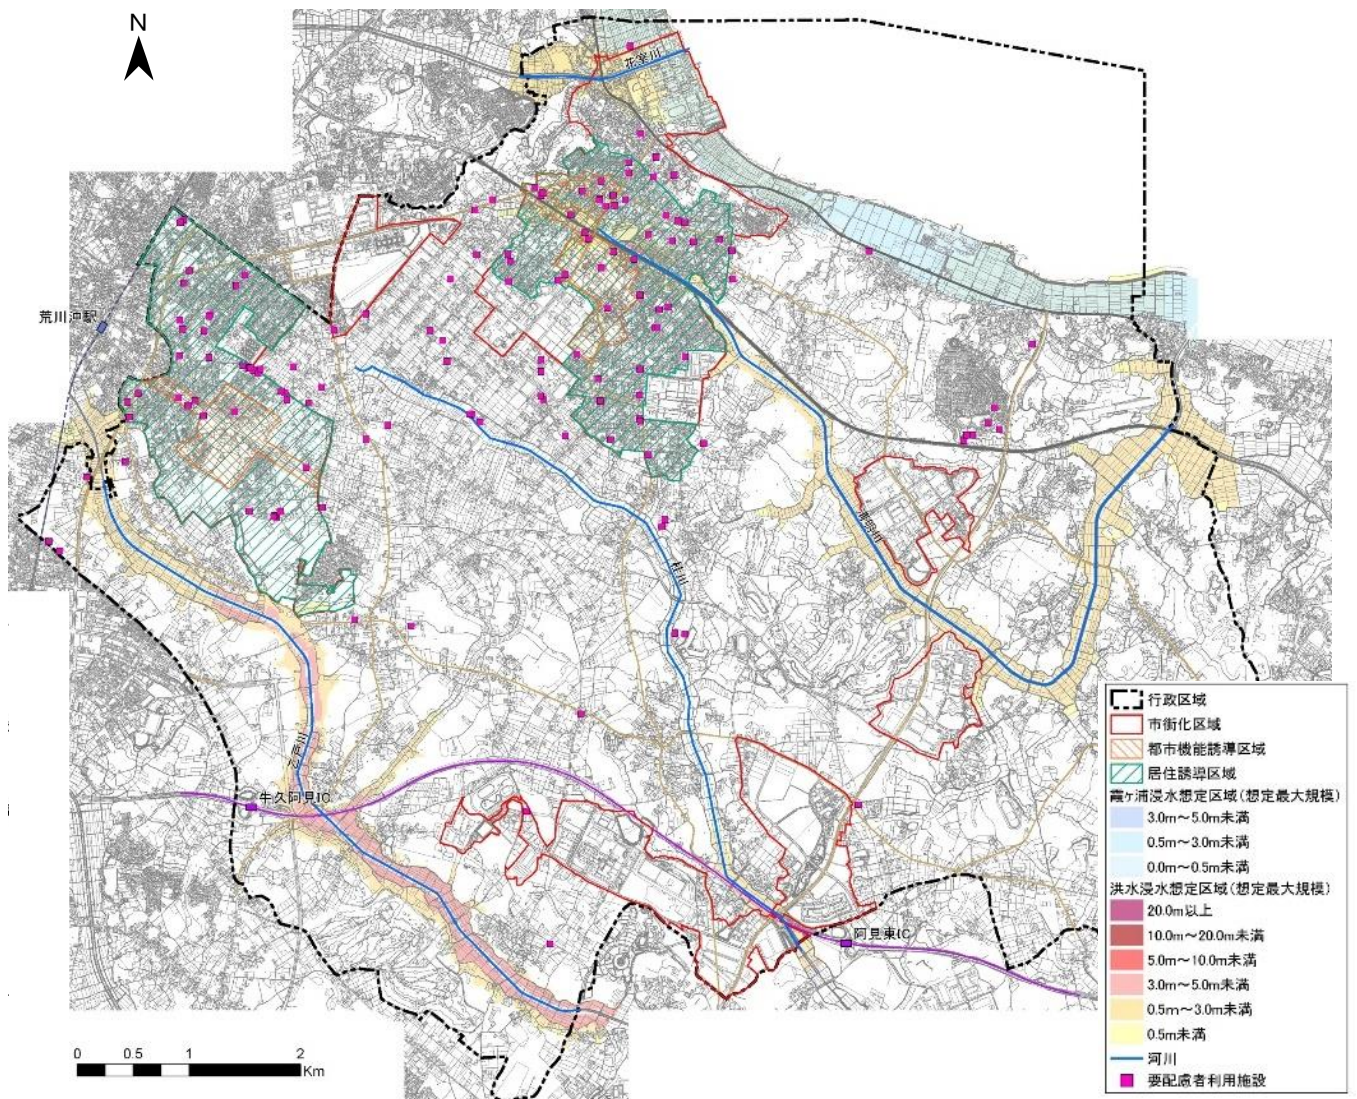 N
花室川
荒川沖駅
清明川
桂川
乙戸川
牛久阿見IC
阿見東IC
行政区域
市街化区域
都市機能誘導区域
居住誘導区域
霞ヶ浦浸水想定区域(想定最大規模)
3.0m～5.0m未満
0.5m～3.0m未満
0.0m～0.5m未満
洪水浸水想定区域(想定最大規模)
20.0m以上
10.0m～20.0m未満
5.0m～10.0m未満
3.0m～5.0m未満
0.5m～3.0m未満
0.5m未満
河川
要配慮者利用施設
0 0.5 1 2
Km